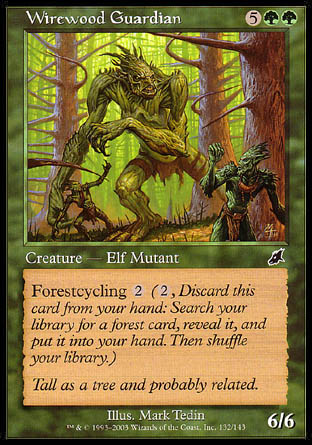 Wirewood Guardian 5
Creature — Elf Mutant
Forestcycling 2 (2, Discard this
card from your hand: Search your
library for a forest card, reveal it, and
put it into your hand. Then shuffle
your library.)
Tall as a tree and probably related.
Illus. Mark Tedin
™ & © 1993-2003 Wizards of the Coast, Inc. 132/143
6/6